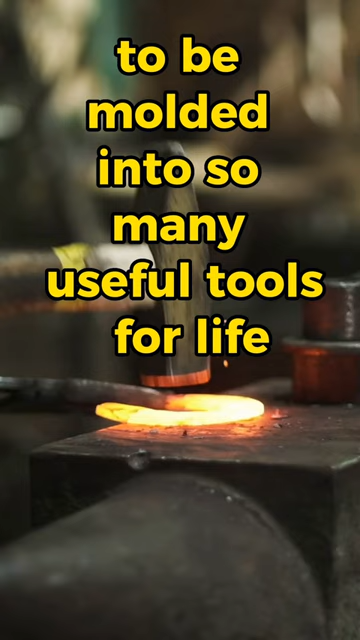 to be
molded
into so
many
useful tools
for life